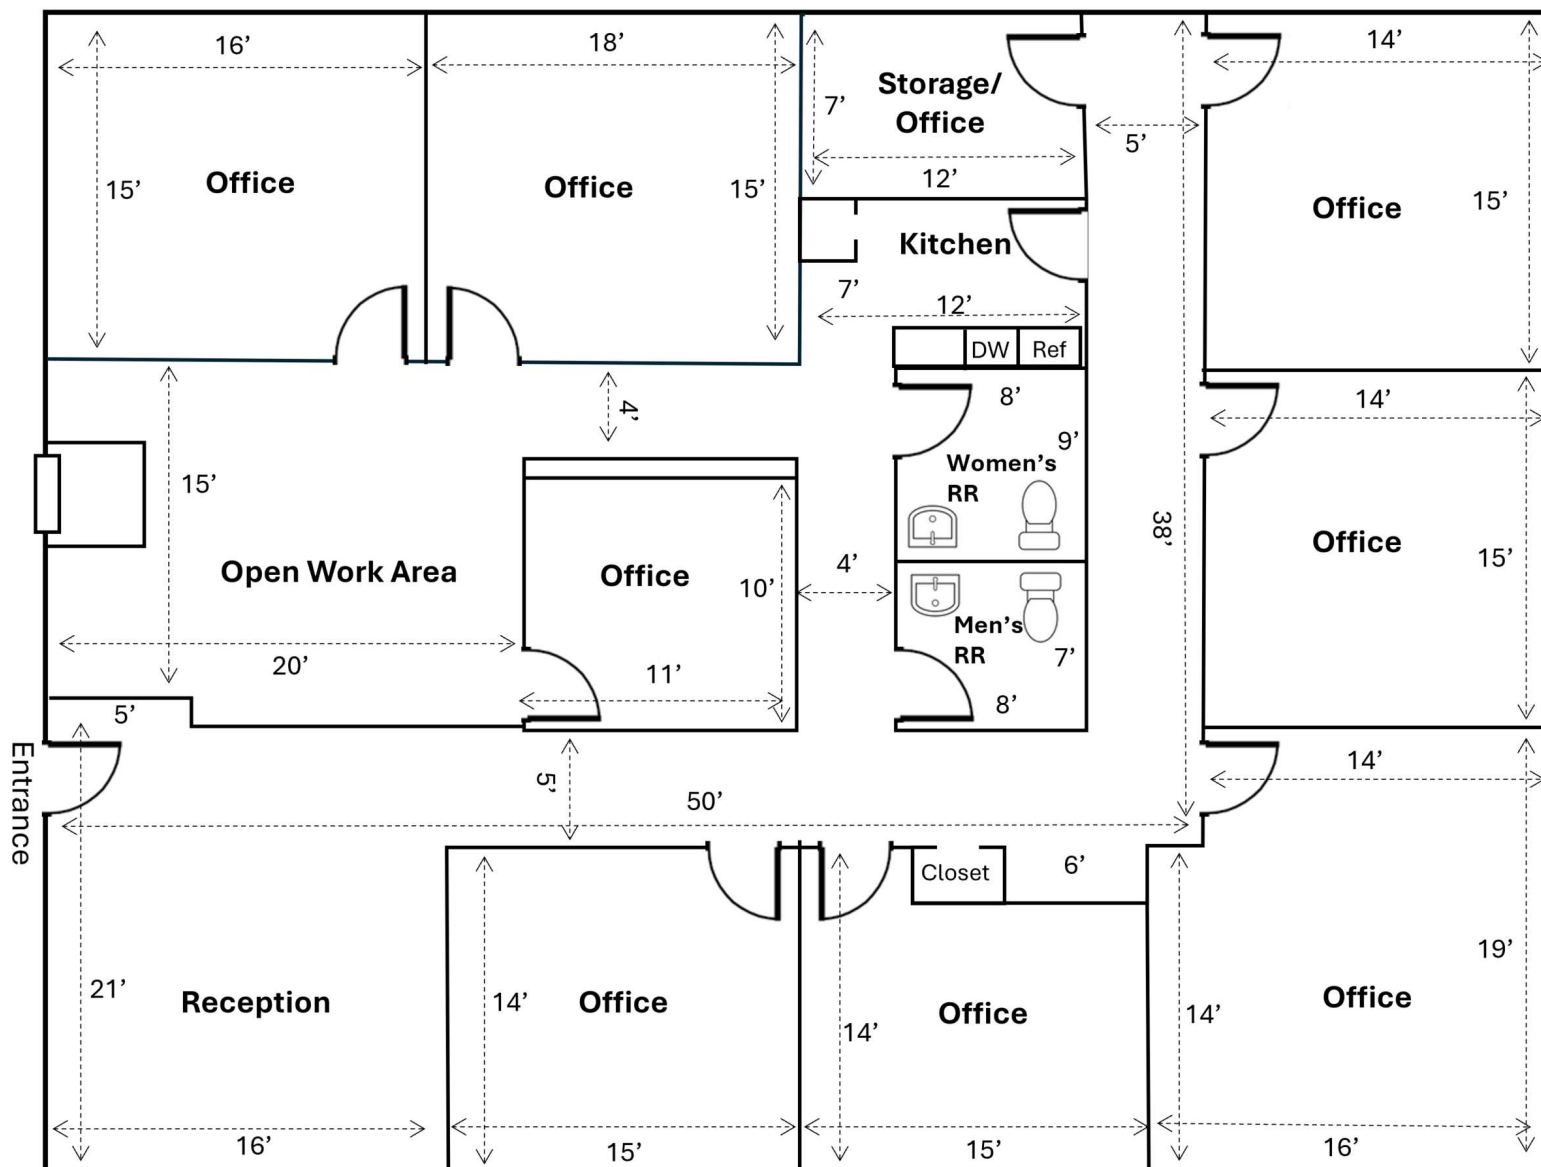 16’
18’
14’
Storage/
Office
7’
5’
12’
15’
Office
Office
15’
Office
15’
Kitchen
7’
12’
DW
Ref
4’
8’
14’
9’
Women’s
RR
15’
38’
Open Work Area
Office
10’
4’
Office
15’
Men’s
RR
7’
20’
11’
8’
5’
Entrance
5’
50’
14’
Closet
6’
21’
Reception
14’
Office
14’
Office
14’
Office
19’
16’
15’
15’
16’